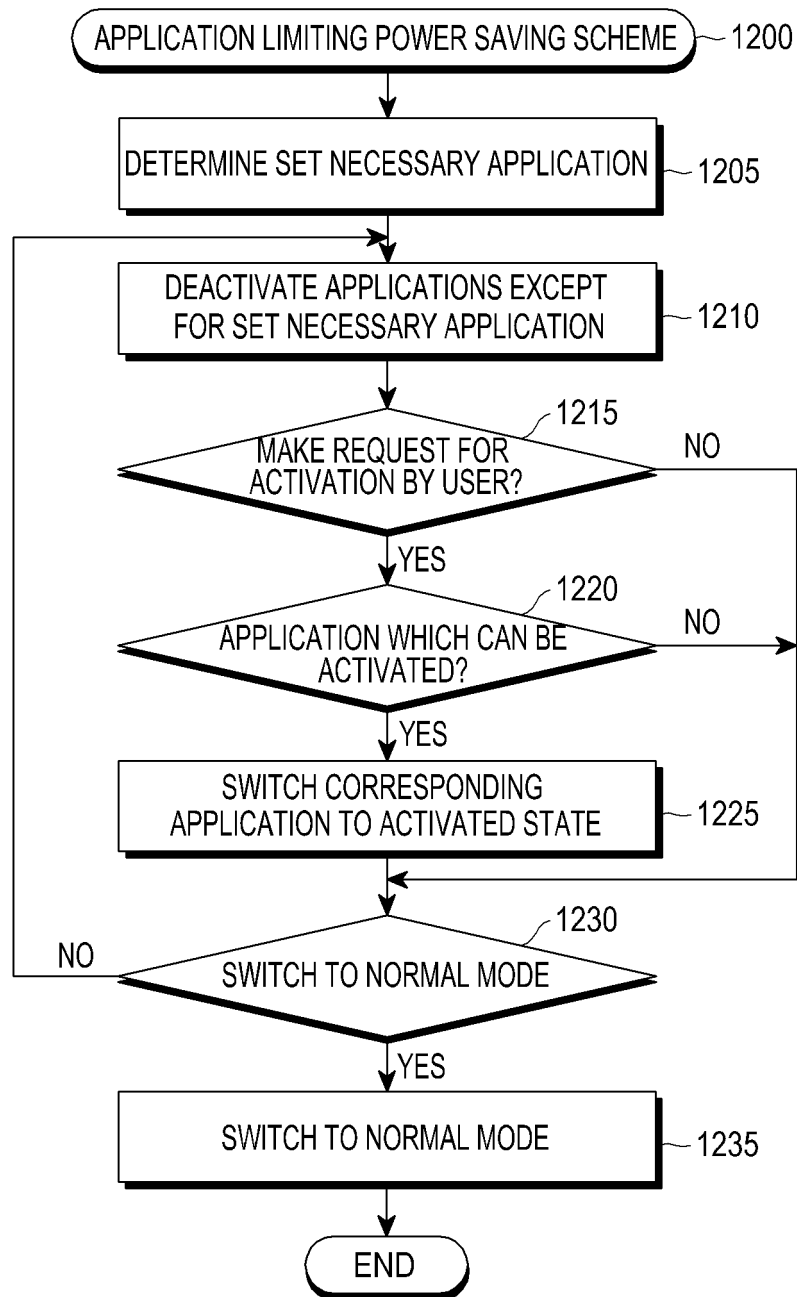 APPLICATION LIMITING POWER SAVING SCHEME
1200
DETERMINE SET NECESSARY APPLICATION
1205
DEACTIVATE APPLICATIONS EXCEPT
FOR SET NECESSARY APPLICATION
1210
1215
MAKE REQUEST FOR
ACTIVATION BY USER?
NO
YES
1220
APPLICATION WHICH CAN BE
ACTIVATED?
NO
YES
SWITCH CORRESPONDING
APPLICATION TO ACTIVATED STATE
1225
1230
NO
SWITCH TO NORMAL MODE
YES
SWITCH TO NORMAL MODE
1235
END